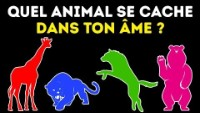 QUEL ANIMAL SE CACHE
DANS TON ÂME ?